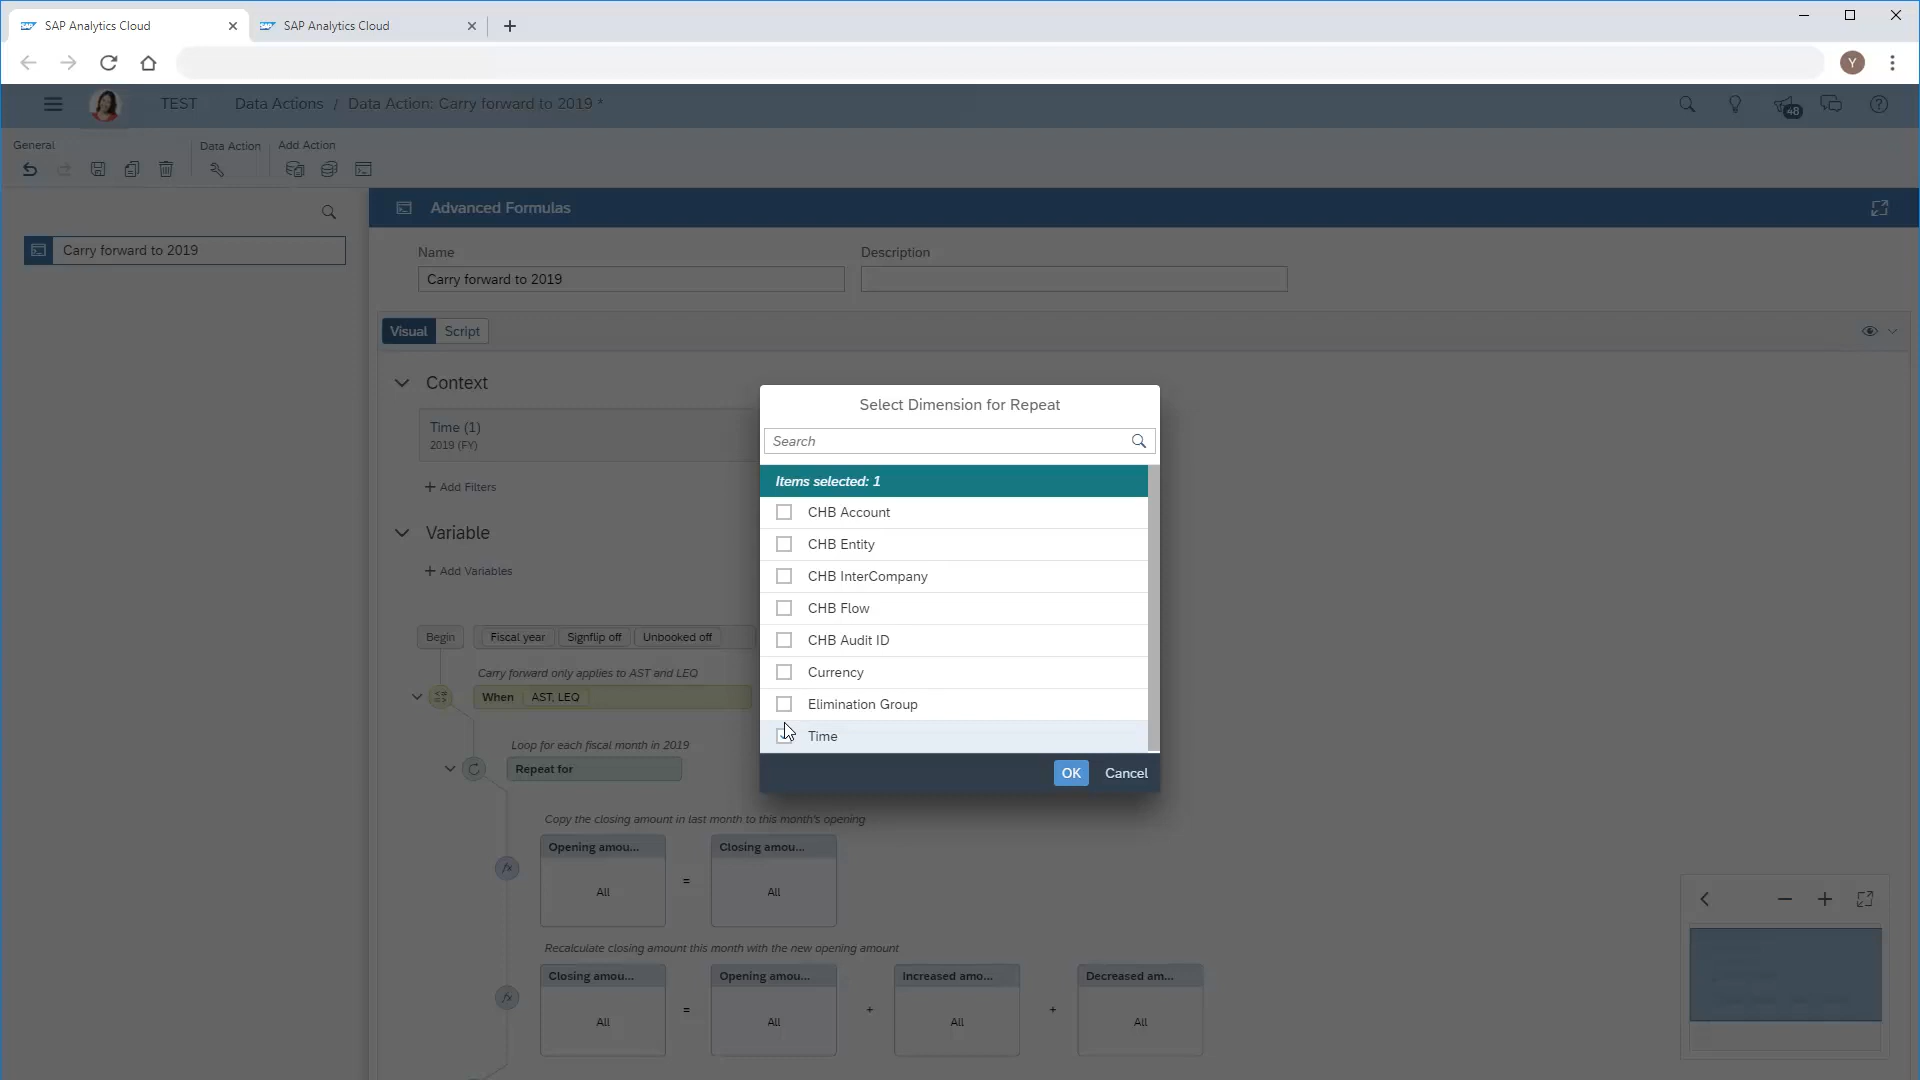 SAP Analytics Cloud
SAP Analytics Cloud
Y
TEST
Data Actions / Data Action: Carry forward to 2019 *
48
General
Data Action
Add Action
Carry forward to 2019
Advanced Formulas
Name
Description
Carry forward to 2019
Visual
Script
Context
Time (1)
2019 (FY)
+ Add Filters
Variable
+ Add Variables
Begin
Fiscal year
Signflip off
Unbooked off
Carry forward only applies to AST and LEQ
When
AST, LEQ
Loop for each fiscal month in 2019
Repeat for
Copy the closing amount in last month to this month's opening
Opening amou...
All
=
Closing amou...
All
Recalculate closing amount this month with the new opening amount
Closing amou...
All
=
Opening amou...
All
+
Increased amo...
All
+
Decreased am...
All
Select Dimension for Repeat
Search
Items selected: 1
CHB Account
CHB Entity
CHB InterCompany
CHB Flow
CHB Audit ID
Currency
Elimination Group
Time
OK
Cancel